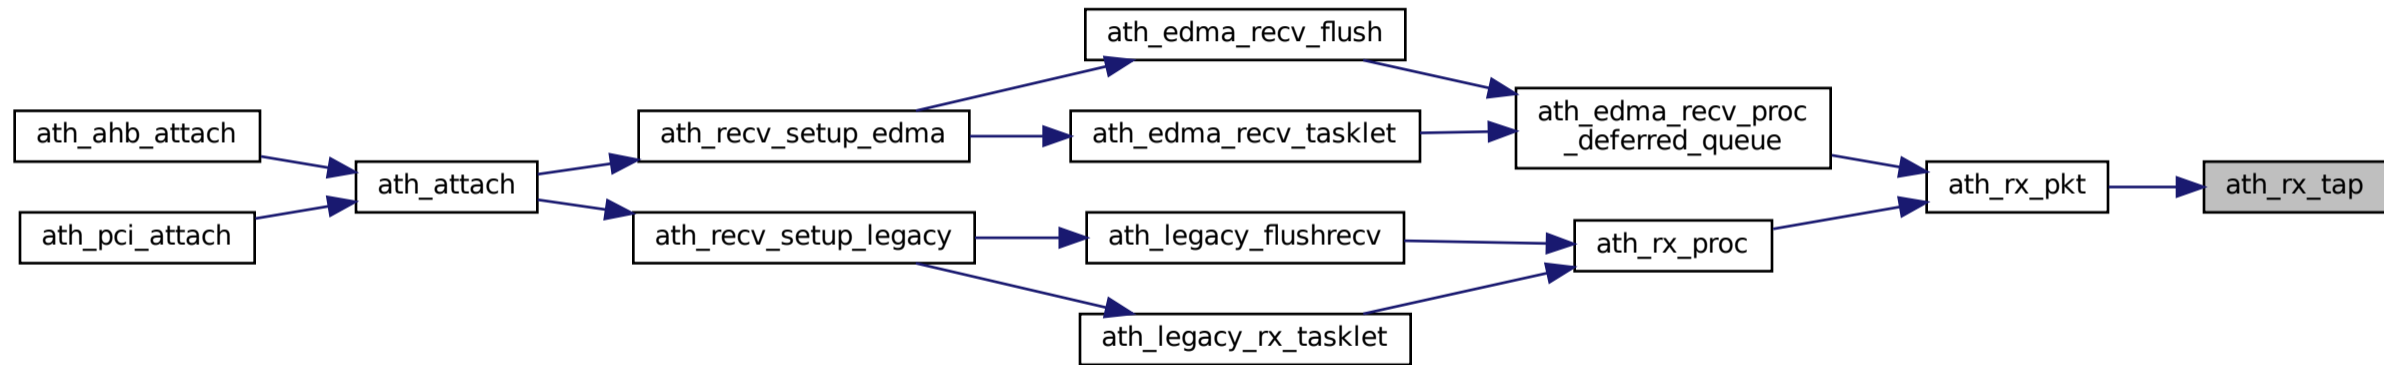 ath_edma_recv_flush
ath_ahb_attach
ath_recv_setup_edma
ath_edma_recv_tasklet
ath_edma_recv_proc
_deferred_queue
ath_attach
ath_rx_pkt
ath_rx_tap
ath_pci_attach
ath_recv_setup_legacy
ath_legacy_flushrecv
ath_rx_proc
ath_legacy_rx_tasklet